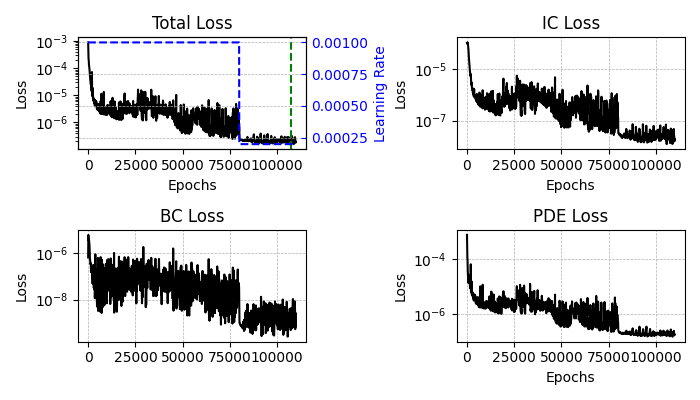 Total Loss
10⁻³
10⁻⁴
10⁻⁵
10⁻⁶
Loss
0.00100
0.00075
0.00050
0.00025
Learning Rate
0 25000 50000 75000 100000
Epochs
IC Loss
10⁻⁵
10⁻⁷
Loss
0 25000 50000 75000 100000
Epochs
BC Loss
10⁻⁶
10⁻⁸
Loss
0 25000 50000 75000 100000
PDE Loss
10⁻⁴
10⁻⁶
Loss
0 25000 50000 75000 100000
Epochs